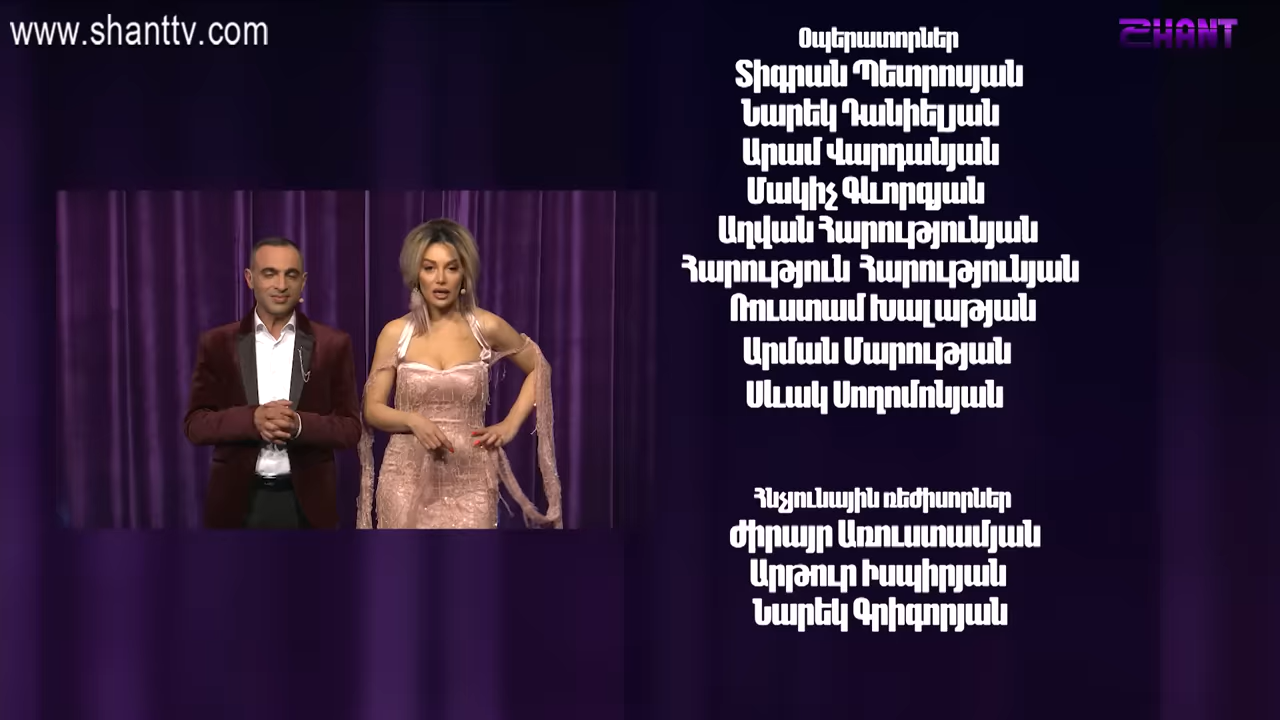 www.shanttv.com
SHANT
Օպերատորներ
Տիգրան Պետրոսյան
Նարեկ Դանիելյան
Արամ Վարդանյան
Մակիչ Գևորգյան
Աղվան Հարությունյան
Հարություն Հարությունյան
Ռուստամ Խալաթյան
Արման Մարության
Սևակ Սողոմոնյան
Հնչյունային ռեժիսորներ
Ժիրայր Առուստամյան
Արթուր Իսպիրյան
Նարեկ Գրիգորյան